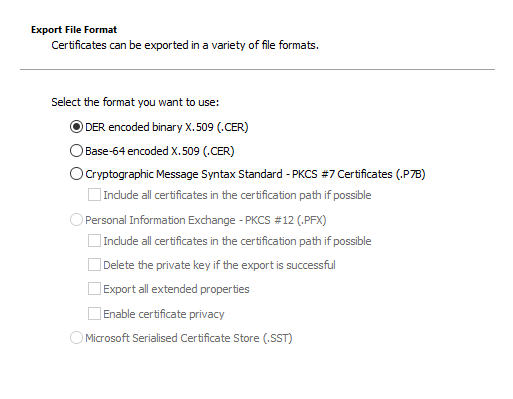 Export File Format
Certificates can be exported in a variety of file formats.
Select the format you want to use:
DER encoded binary X.509 (.CER)
Base-64 encoded X.509 (.CER)
Cryptographic Message Syntax Standard - PKCS #7 Certificates (.P7B)
Include all certificates in the certification path if possible
Personal Information Exchange - PKCS #12 (.PFX)
Include all certificates in the certification path if possible
Delete the private key if the export is successful
Export all extended properties
Enable certificate privacy
Microsoft Serialised Certificate Store (.SST)